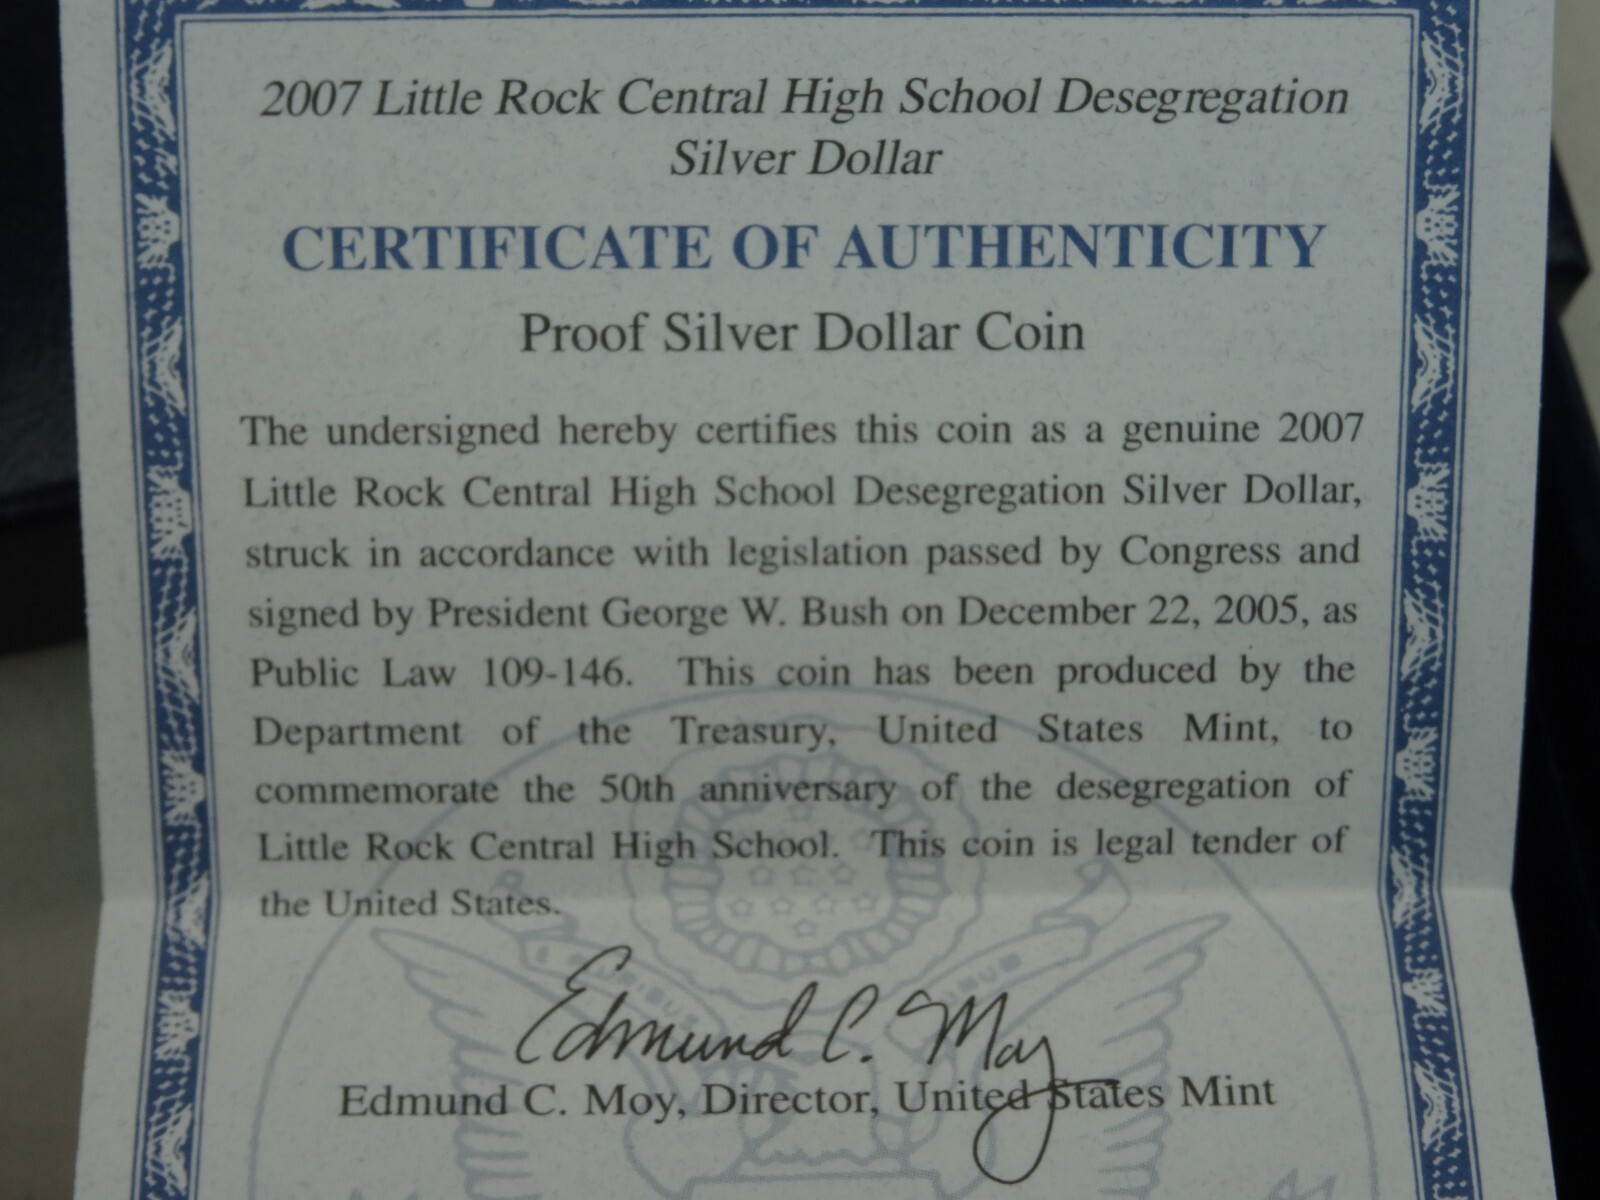 2007 Little Rock Central High School Desegregation
Silver Dollar
CERTIFICATE OF AUTHENTICITY
Proof Silver Dollar Coin
The undersigned hereby certifies this coin as a genuine 2007
Little Rock Central High School Desegregation Silver Dollar,
struck in accordance with legislation passed by Congress and
signed by President George W. Bush on December 22, 2005, as
Public Law 109-146. This coin has been produced by the
Department of the Treasury, United States Mint, to
commemorate the 50th anniversary of the desegregation of
Little Rock Central High School. This coin is legal tender of
the United States.
Edmund C. Moy
Edmund C. Moy, Director, United States Mint